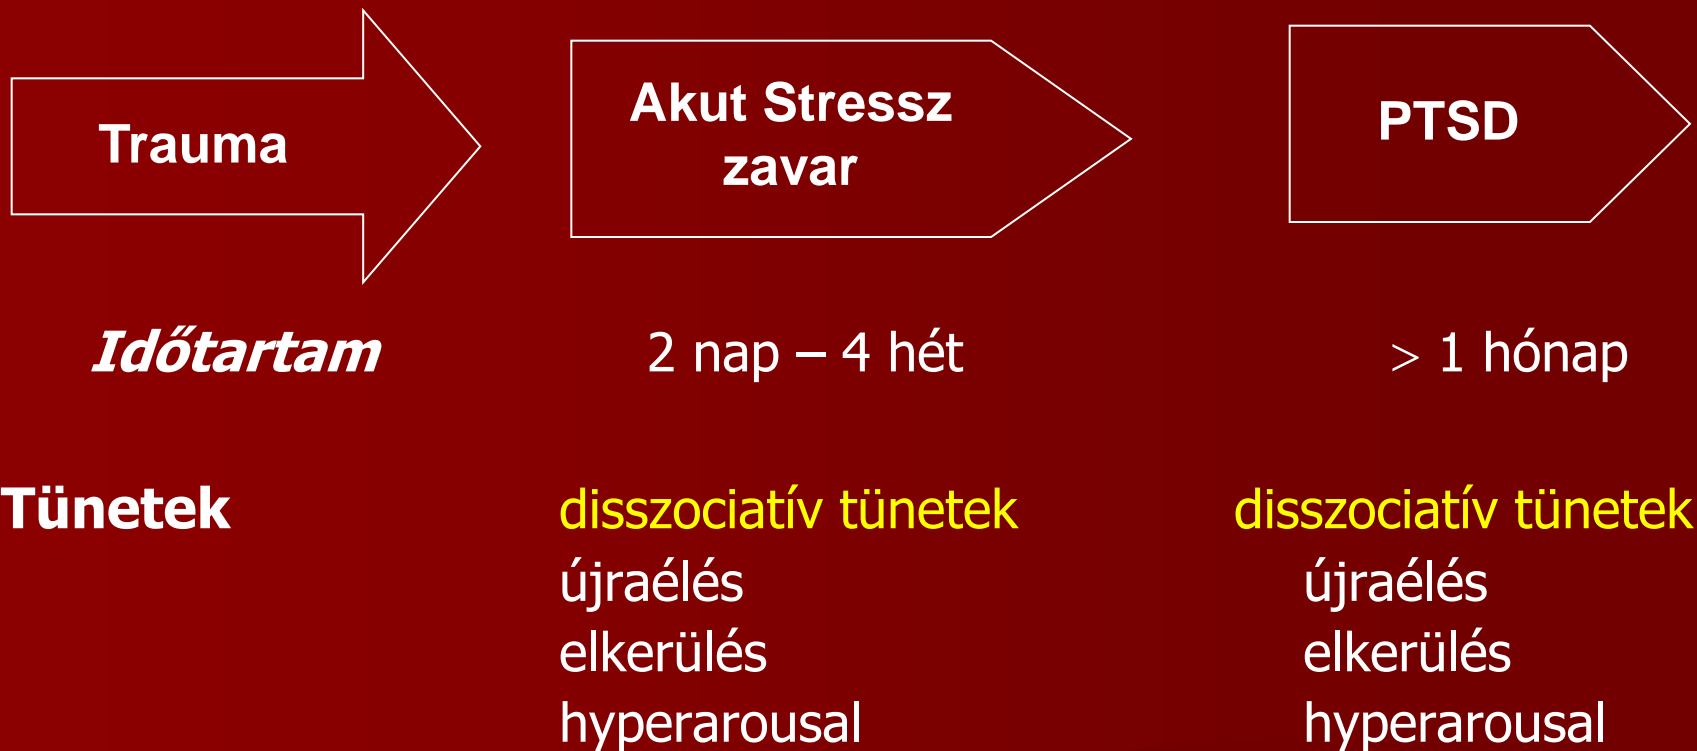 Trauma
Akut Stressz
zavar
PTSD
Időtartam
2 nap – 4 hét
> 1 hónap
Tünetek
disszociatív tünetek
disszociatív tünetek
újraélés
újraélés
elkerülés
elkerülés
hyperarousal
hyperarousal